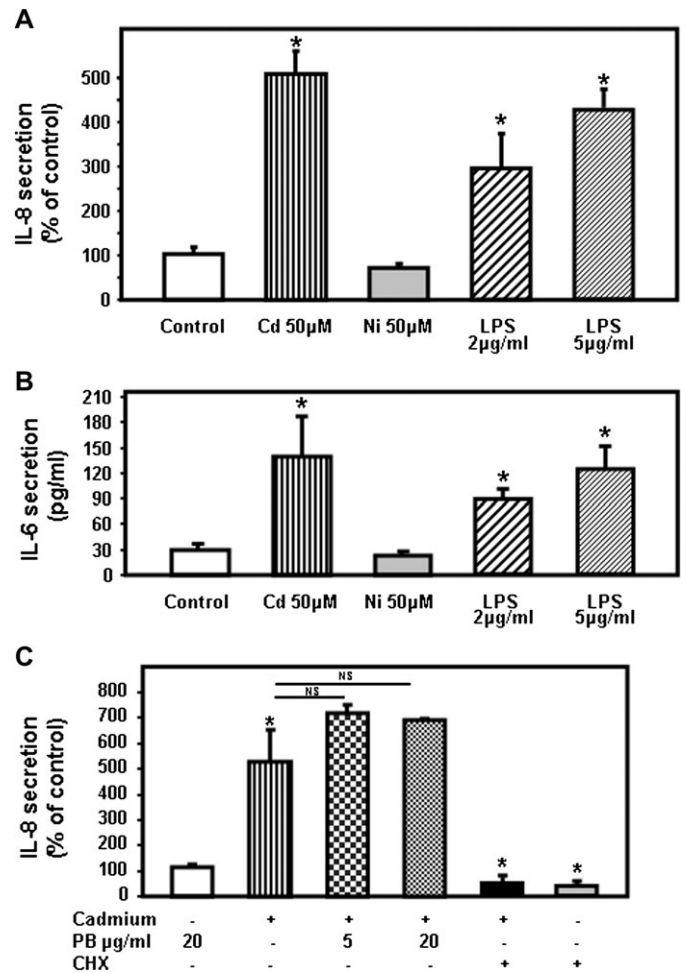 A
IL-8 secretion
(% of control)
500
400
300
200
100
0
*
*
*
Control
Cd 50µM
Ni 50µM
LPS
2µg/ml
LPS
5µg/ml
B
IL-6 secretion
(pg/ml)
210
180
150
120
90
60
30
0
*
*
*
Control
Cd 50µM
Ni 50µM
LPS
2µg/ml
LPS
5µg/ml
C
IL-8 secretion
(% of control)
800
700
600
500
400
300
200
100
0
NS
NS
*
*
*
Cadmium - + + + + -
PB µg/ml 20 - 5 20 - -
CHX - - - - + +